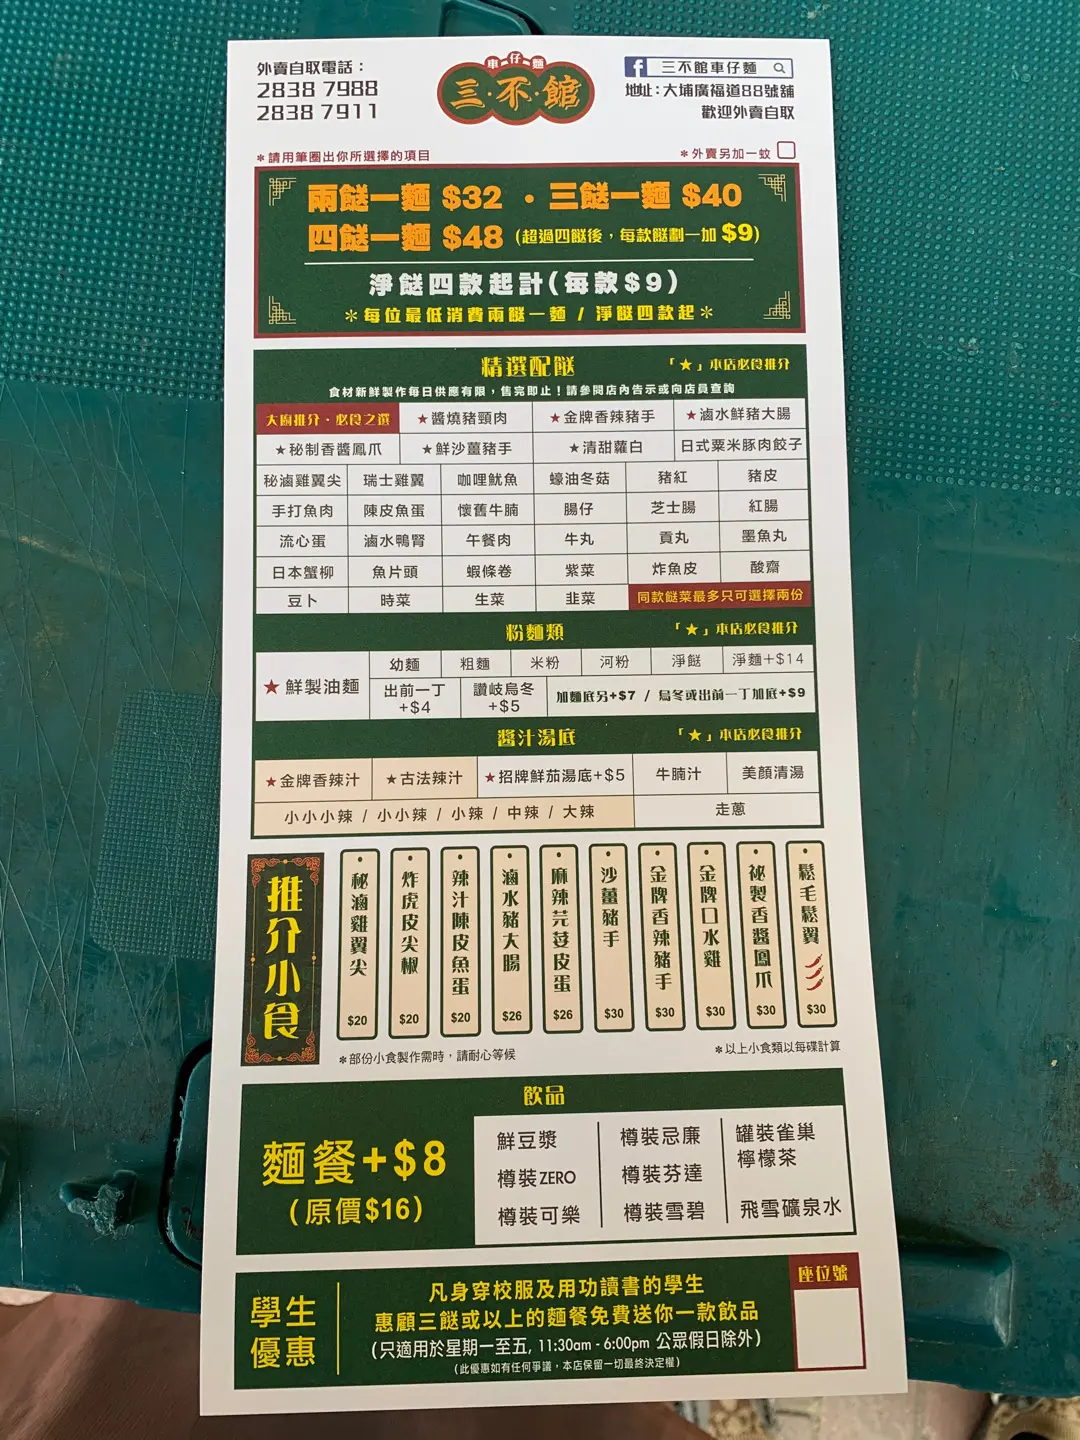 外賣自取電話：
2838 7988
2838 7911
車仔麵
三·不·館
三不館車仔麵
地址：大埔廣福道88號舖
歡迎外賣自取
＊請用筆圈出你所選擇的項目
＊外賣另加一蚊
兩餸一麵 $32 · 三餸一麵 $40
四餸一麵 $48 (超過四餸後，每款餸劃一加 $9)
淨餸四款起計(每款$9)
＊每位最低消費兩餸一麵 / 淨餸四款起＊
精選配餸
「★」本店必食推介
食材新鮮製作每日供應有限，售完即止！請參閱店內告示或向店員查詢
大廚推介·必食之選 ★醬燒豬頸肉 ★金牌香辣豬手 ★滷水鮮豬大腸
★秘制香醬鳳爪 ★鮮沙薑豬手 ★清甜蘿白 日式粟米豚肉餃子
秘滷雞翼尖 瑞士雞翼 咖哩魷魚 蠔油冬菇 豬紅 豬皮
手打魚肉 陳皮魚蛋 懷舊牛腩 腸仔 芝士腸 紅腸
流心蛋 滷水鴨腎 午餐肉 牛丸 貢丸 墨魚丸
日本蟹柳 魚片頭 蝦條卷 紫菜 炸魚皮 酸齋
豆卜 時菜 生菜 韭菜 同款餸菜最多只可選擇兩份
粉麵類
「★」本店必食推介
★ 鮮製油麵
幼麵 粗麵 米粉 河粉 淨餸 淨麵+$14
出前一丁
+$4
讚岐烏冬
+$5
加麵底另+$7 / 烏冬或出前一丁加底+$9
醬汁湯底
「★」本店必食推介
★金牌香辣汁 ★古法辣汁 ★招牌鮮茄湯底+$5 牛腩汁 美顏清湯
小小小辣 / 小小辣 / 小辣 / 中辣 / 大辣 走蔥
推介小食
秘滷雞翼尖 $20
炸虎皮尖椒 $20
辣汁陳皮魚蛋 $20
滷水豬大腸 $26
麻辣芫荽皮蛋 $26
沙薑豬手 $30
金牌香辣豬手 $30
金牌口水雞 $30
祕製香醬鳳爪 $30
鬆毛鬆翼 $30
＊部份小食製作需時，請耐心等候
＊以上小食類以每碟計算
飲品
麵餐+$8
(原價$16)
鮮豆漿 樽裝忌廉 罐裝雀巢
檸檬茶
樽裝ZERO 樽裝芬達
樽裝可樂 樽裝雪碧 飛雪礦泉水
學生
優惠
凡身穿校服及用功讀書的學生
惠顧三餸或以上的麵餐免費送你一款飲品
(只適用於星期一至五, 11:30am - 6:00pm 公眾假日除外)
(此優惠如有任何爭議，本店保留一切最終決定權)
座位號